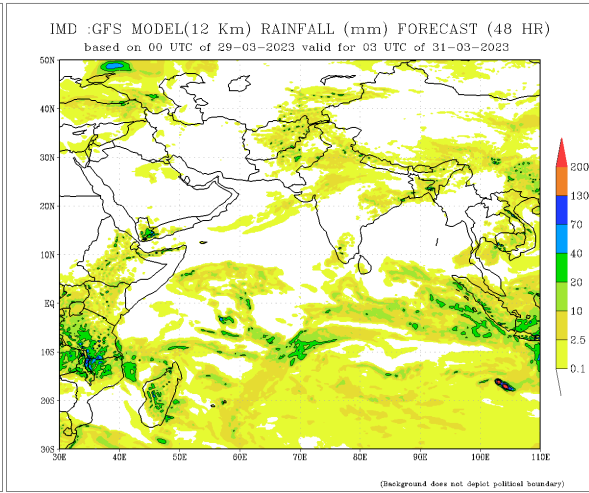 IMD :GFS MODEL(12 Km) RAINFALL (mm) FORECAST (48 HR)
based on 00 UTC of 29-03-2023 valid for 03 UTC of 31-03-2023
50N
40N
30N
20N
10N
EQ
10S
20S
30S
30E 40E 50E 60E 70E 80E 90E 100E 110E
200
130
70
40
20
10
2.5
0.1
(Background does not depict political boundary)